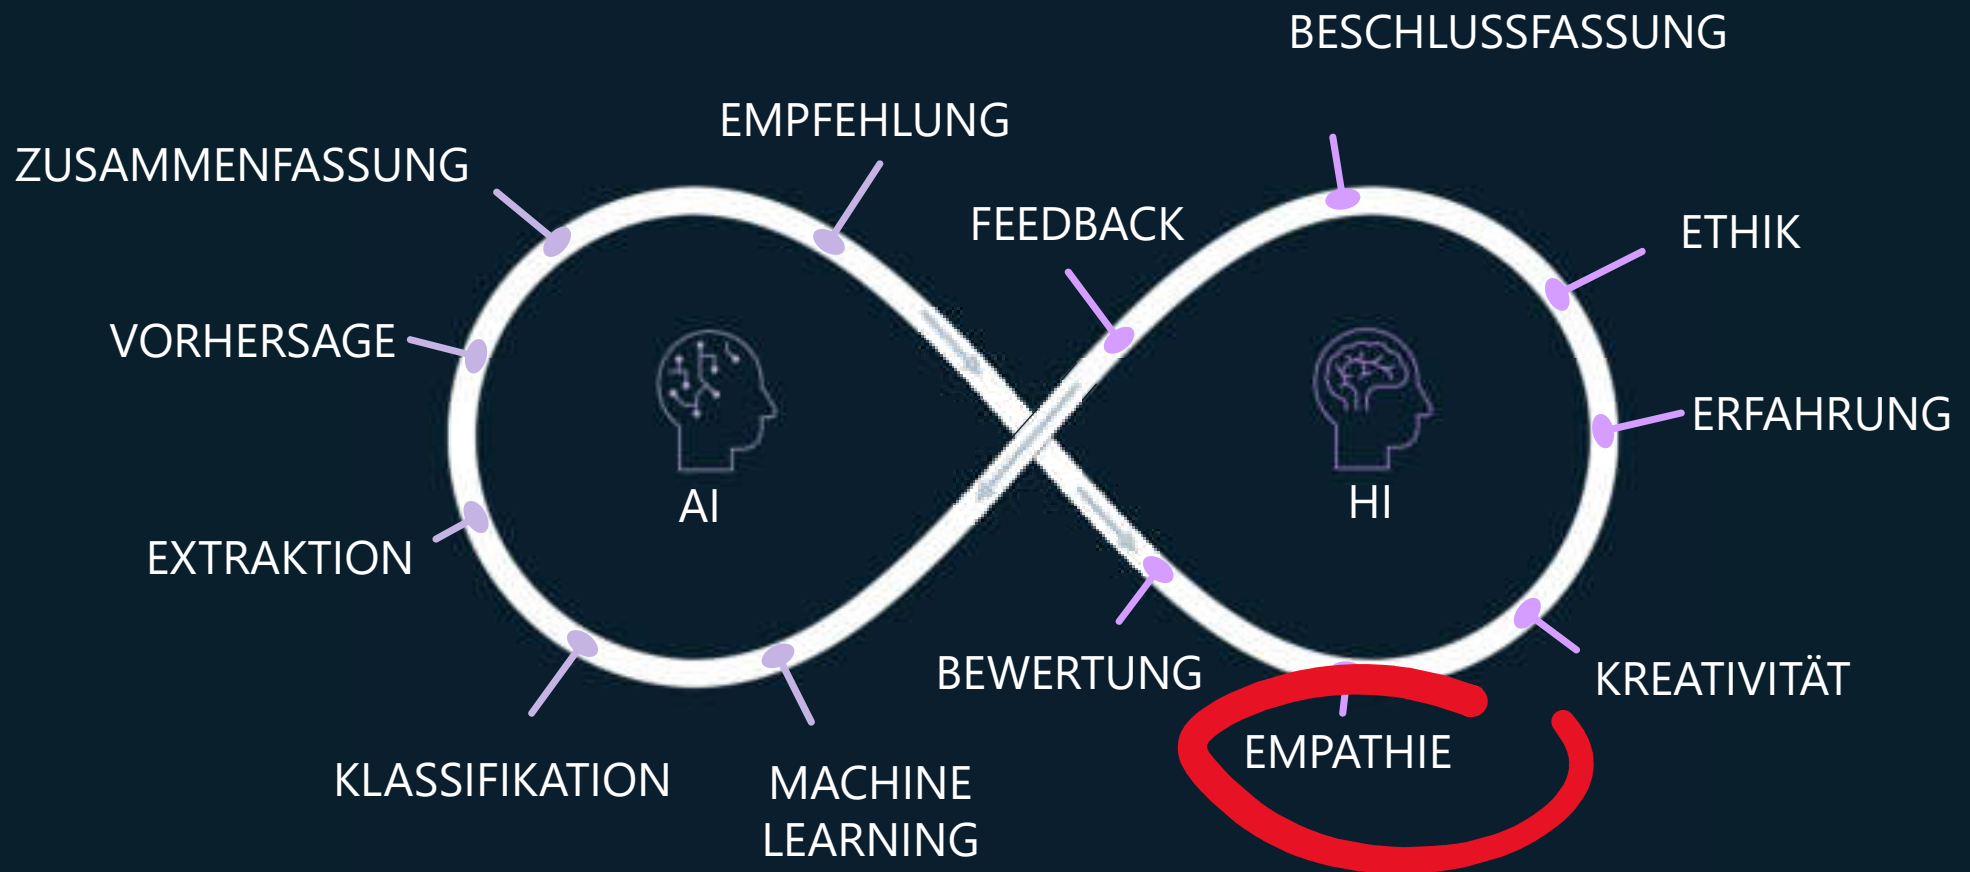 BESCHLUSSFASSUNG
EMPFEHLUNG
ZUSAMMENFASSUNG
FEEDBACK
ETHIK
VORHERSAGE
ERFAHRUNG
AI
HI
EXTRAKTION
BEWERTUNG
KREATIVITÄT
EMPATHIE
KLASSIFIKATION
MACHINE
LEARNING